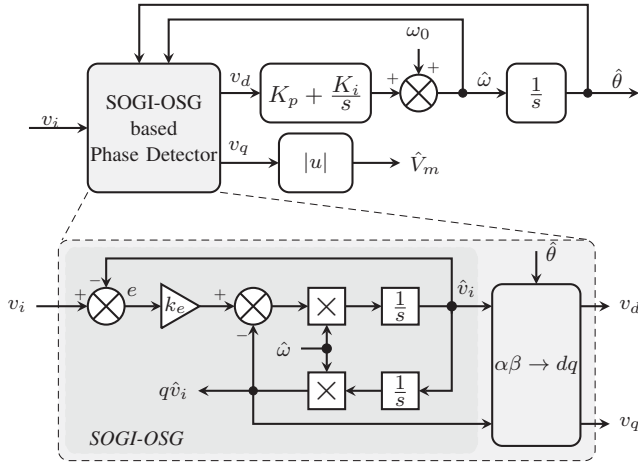 ω₀
SOGI-OSG
based
Phase Detector
v_i
v_d
K_p + K_i/s
+
+
ω̂
1/s
θ̂
v_q
|u|
V̂_m
θ̂
v_i
+
−
e
k_e
+
−
×
1/s
v̂_i
v_d
ω̂
αβ → dq
qv̂_i
×
1/s
v_q
SOGI-OSG